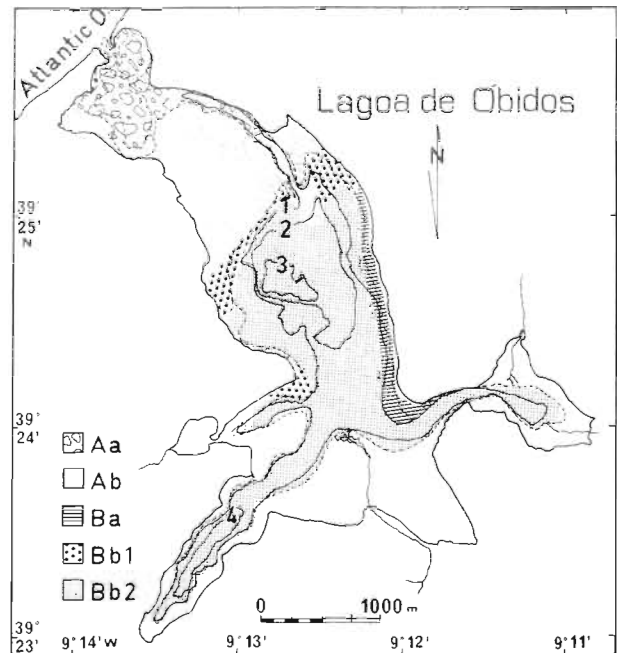 Atlantic O.
Lagoa de Óbidos
N
39° 25' N
1
2
3
39° 24'
4
Aa
Ab
Ba
Bb1
Bb2
0 1000 m
39° 23'
9° 14' W 9° 13' 9° 12' 9° 11'